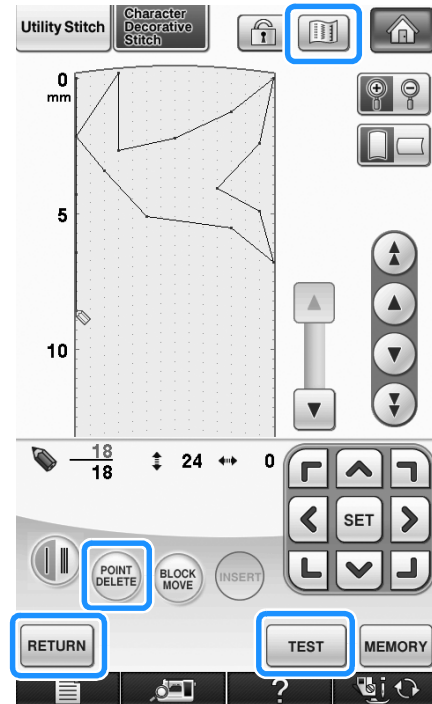 Utility Stitch
Character
Decorative
Stitch
0
mm
5
10
18
18
24
0
SET
POINT
DELETE
BLOCK
MOVE
INSERT
RETURN
TEST
MEMORY
?